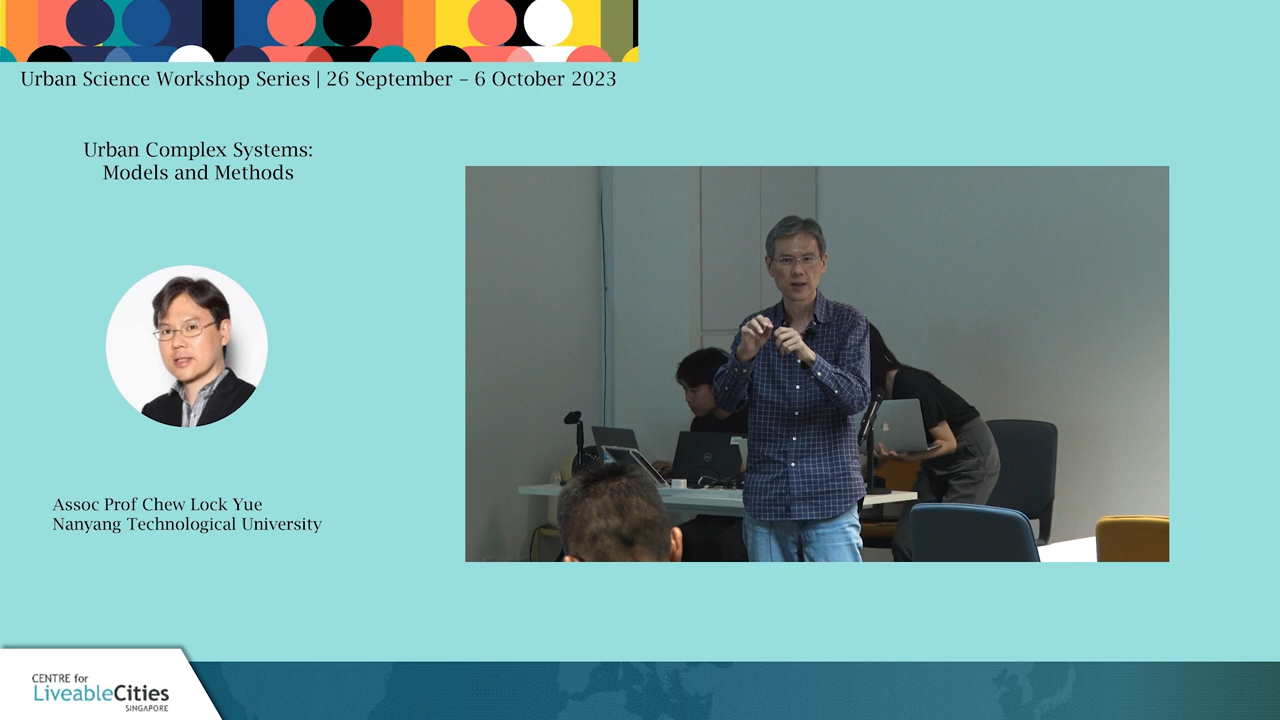 Urban Science Workshop Series | 26 September – 6 October 2023
Urban Complex Systems:
Models and Methods
Assoc Prof Chew Lock Yue
Nanyang Technological University
CENTRE for
LiveableCities
SINGAPORE